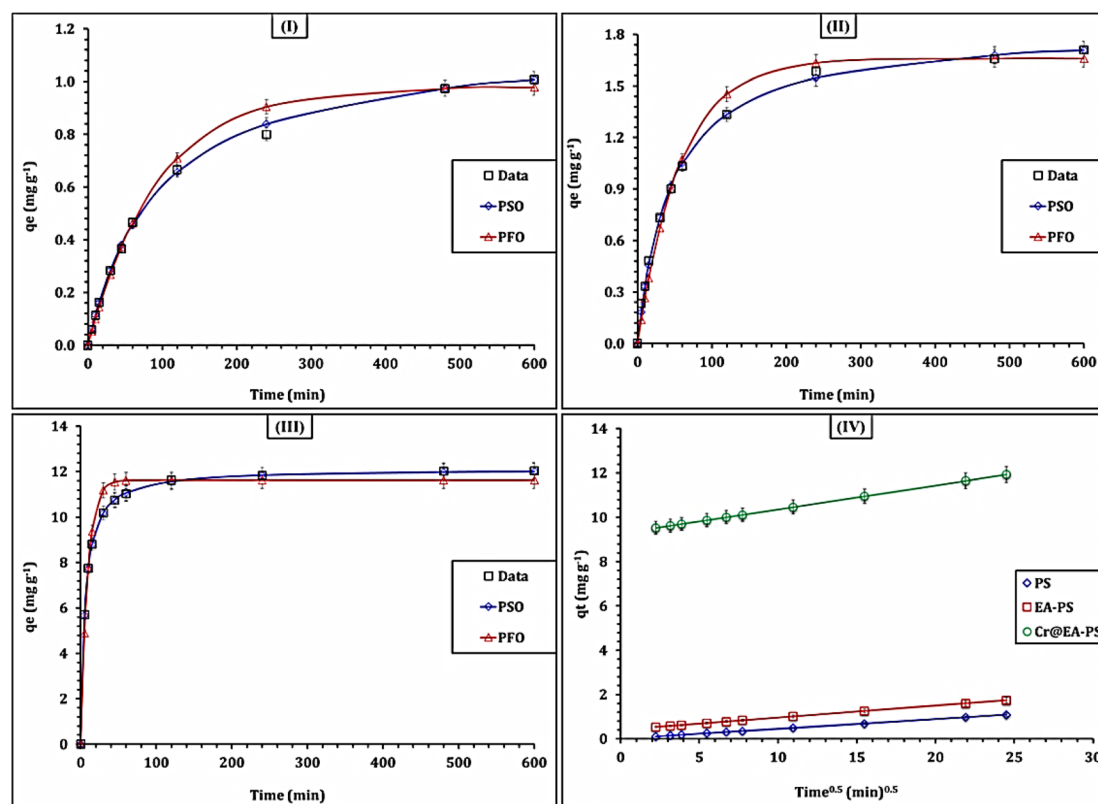 (I)
qe (mg g-1)
1.2
1.0
0.8
0.6
0.4
0.2
0.0
Data
PSO
PFO
0 100 200 300 400 500 600
Time (min)
(II)
qe (mg g-1)
1.8
1.5
1.2
0.9
0.6
0.3
0.0
Data
PSO
PFO
0 100 200 300 400 500 600
Time (min)
(III)
qe (mg g-1)
14
12
10
8
6
4
2
0
Data
PSO
PFO
0 100 200 300 400 500 600
Time (min)
(IV)
qt (mg g-1)
14
12
10
8
6
4
2
0
PS
EA-PS
Cr@EA-PS
0 5 10 15 20 25 30
Time0.5 (min)0.5